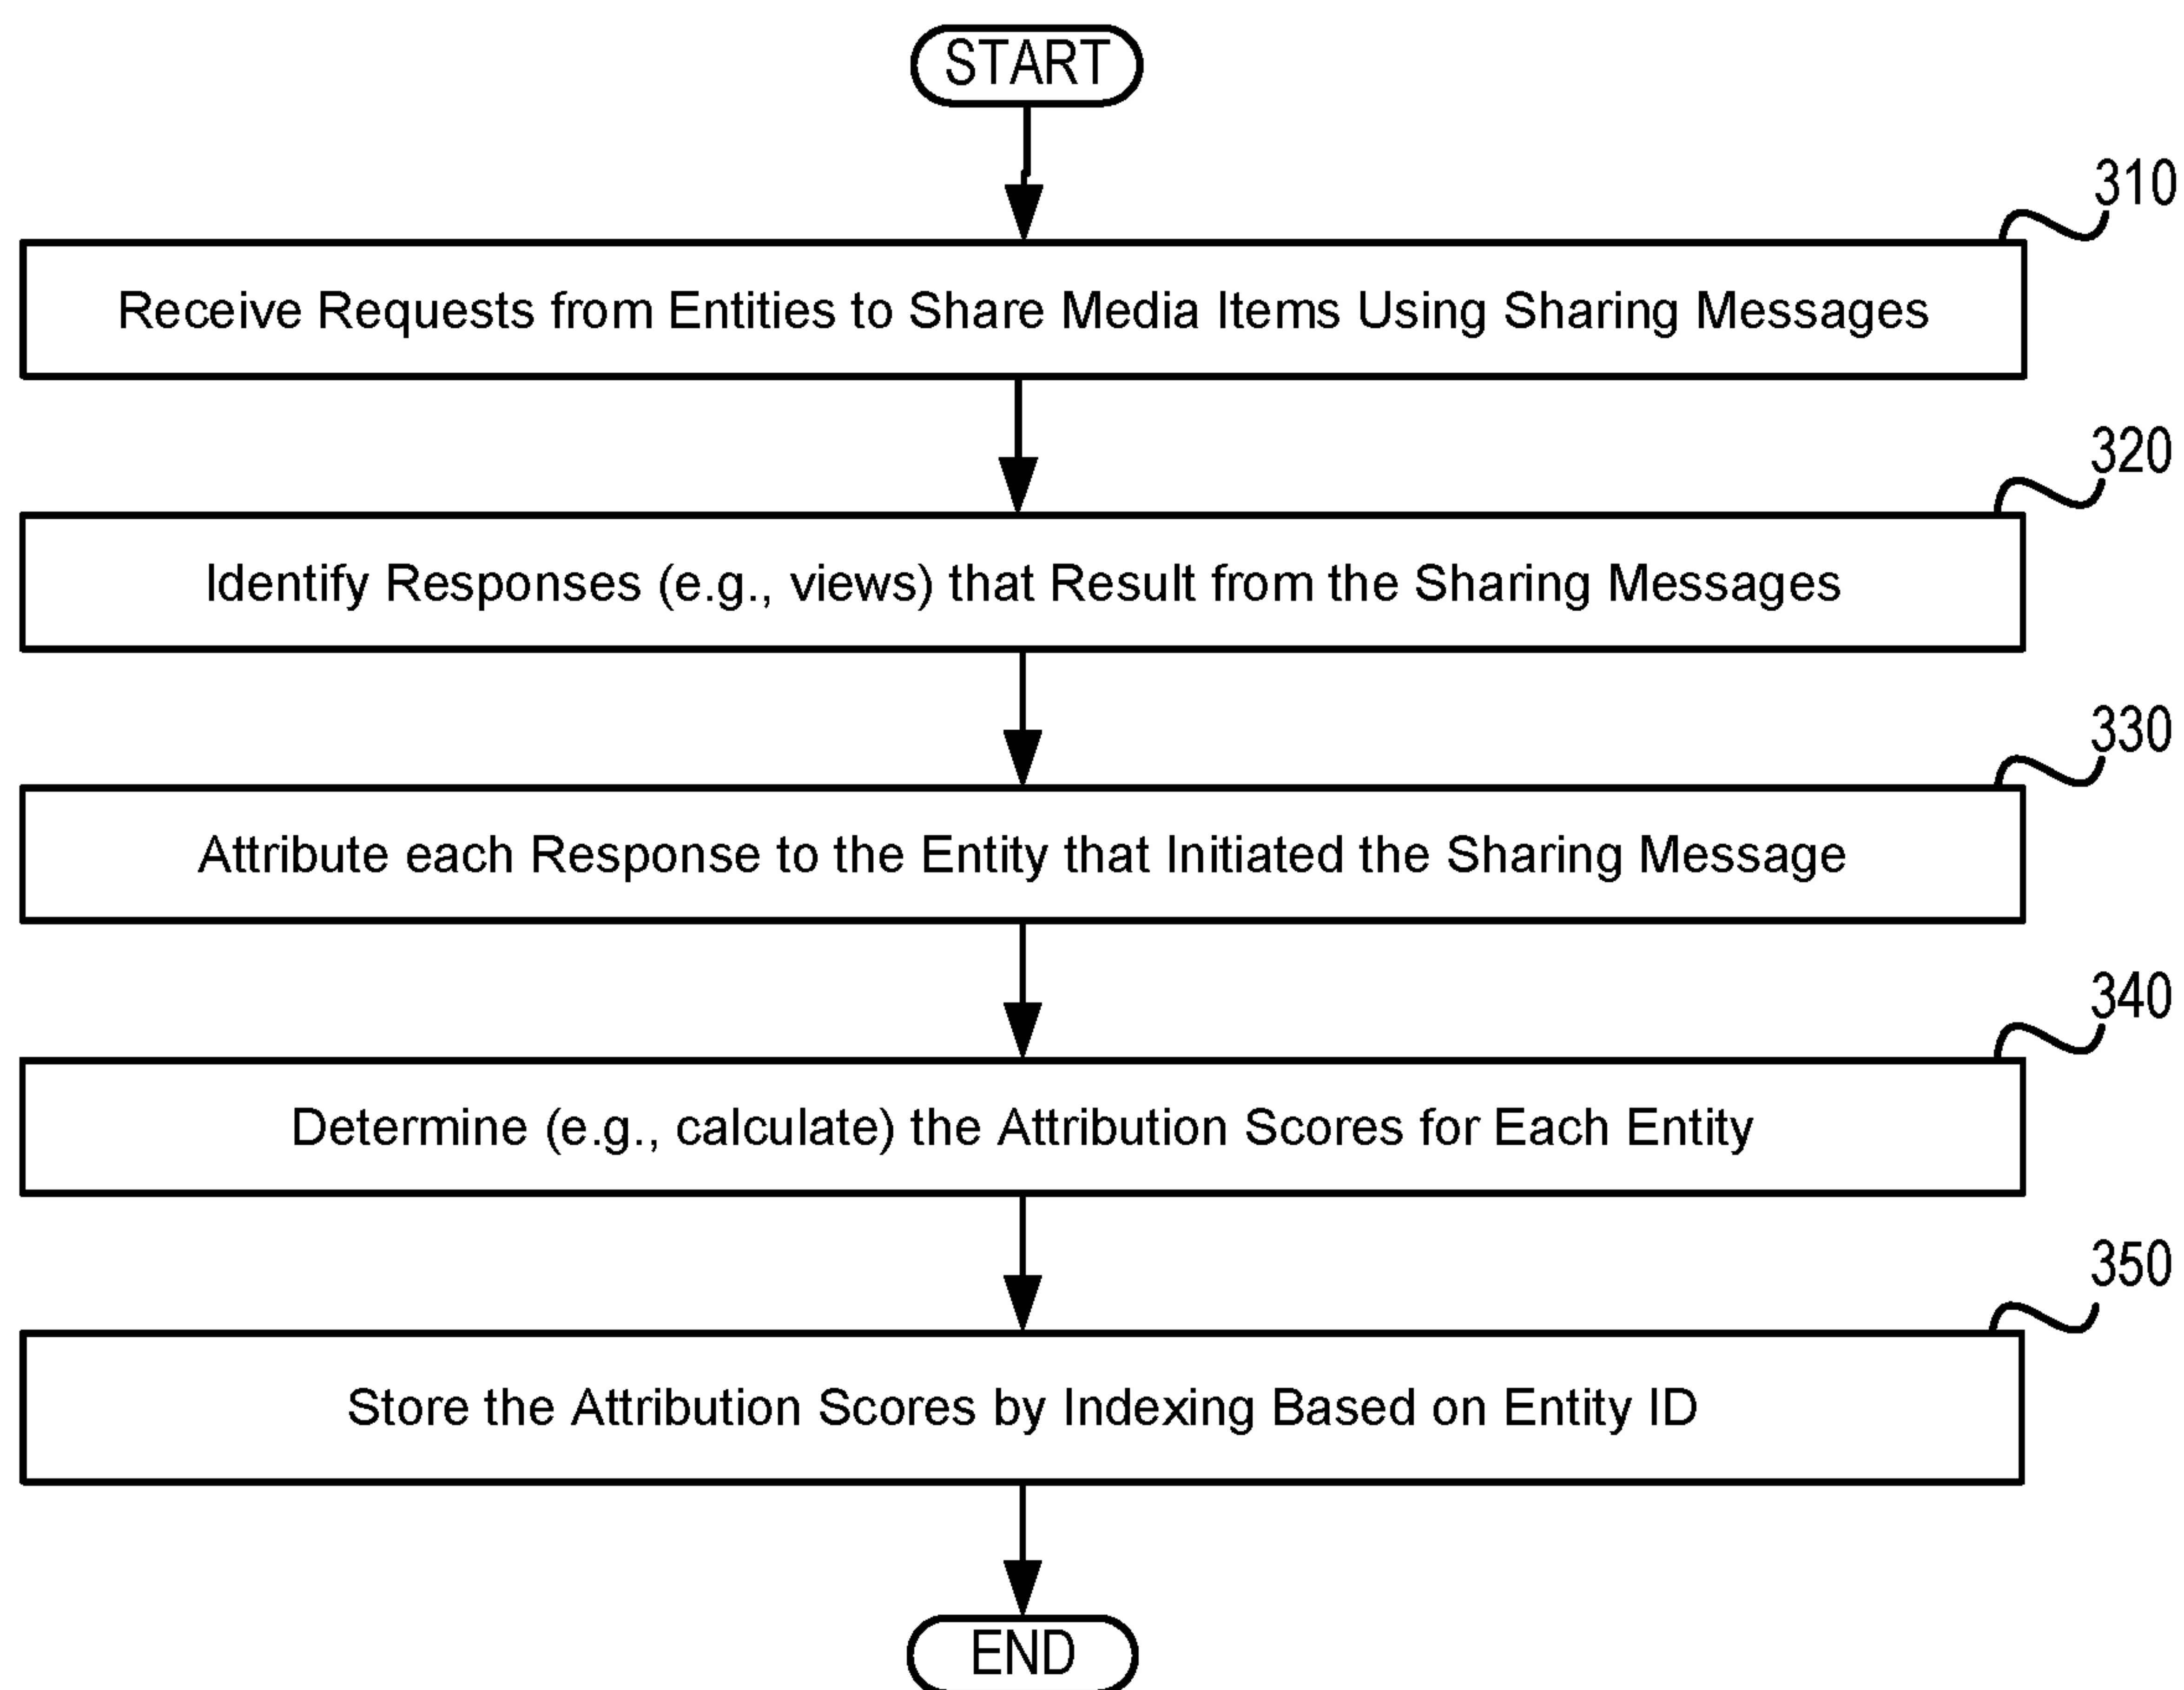 START
310
Receive Requests from Entities to Share Media Items Using Sharing Messages
320
Identify Responses (e.g., views) that Result from the Sharing Messages
330
Attribute each Response to the Entity that Initiated the Sharing Message
340
Determine (e.g., calculate) the Attribution Scores for Each Entity
350
Store the Attribution Scores by Indexing Based on Entity ID
END